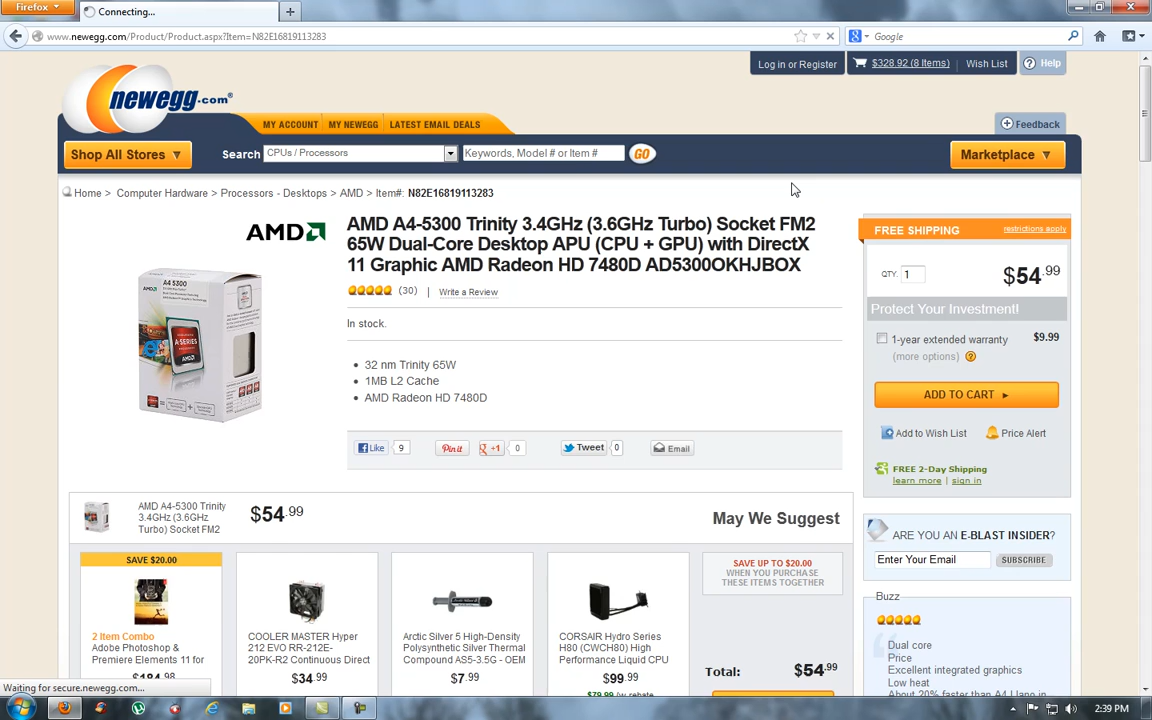 Firefox
Connecting...
www.newegg.com/Product/Product.aspx?Item=N82E16819113283
Google
Log in or Register
$328.92 (8 Items)
Wish List
Help
newegg.com
MY ACCOUNT
MY NEWEGG
LATEST EMAIL DEALS
Feedback
Shop All Stores
Search
CPUs / Processors
Keywords, Model # or Item #
GO
Marketplace
Home > Computer Hardware > Processors - Desktops > AMD > Item#: N82E16819113283
AMD
AMD A4-5300 Trinity 3.4GHz (3.6GHz Turbo) Socket FM2
65W Dual-Core Desktop APU (CPU + GPU) with DirectX
11 Graphic AMD Radeon HD 7480D AD5300OKHJBOX
(30) | Write a Review
In stock.
32 nm Trinity 65W
1MB L2 Cache
AMD Radeon HD 7480D
Like 9
Pin it
+1 0
Tweet 0
Email
FREE SHIPPING
restrictions apply
QTY. 1
$54.99
Protect Your Investment!
1-year extended warranty $9.99
(more options)
ADD TO CART
Add to Wish List
Price Alert
FREE 2-Day Shipping
learn more | sign in
ARE YOU AN E-BLAST INSIDER?
Enter Your Email
SUBSCRIBE
Buzz
Dual core
Price
Excellent integrated graphics
Low heat
About 20% faster than A4 Llano in
AMD A4-5300 Trinity
3.4GHz (3.6GHz
Turbo) Socket FM2
$54.99
May We Suggest
SAVE $20.00
2 Item Combo
Adobe Photoshop &
Premiere Elements 11 for
$184.98
COOLER MASTER Hyper
212 EVO RR-212E-
20PK-R2 Continuous Direct
$34.99
Arctic Silver 5 High-Density
Polysynthetic Silver Thermal
Compound AS5-3.5G - OEM
$7.99
CORSAIR Hydro Series
H80 (CWCH80) High
Performance Liquid CPU
$99.99
$79.99 /w rebate
SAVE UP TO $20.00
WHEN YOU PURCHASE
THESE ITEMS TOGETHER
Total: $54.99
Waiting for secure.newegg.com...
2:39 PM